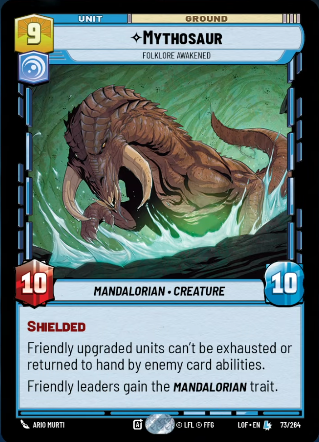 UNIT
GROUND
9
✧MYTHOSAUR
FOLKLORE AWAKENED
10
10
MANDALORIAN • CREATURE
SHIELDED
Friendly upgraded units can't be exhausted or
returned to hand by enemy card abilities.
Friendly leaders gain the MANDALORIAN trait.
ARIO MURTI
A
© LFL © FFG
LOF • EN
73/264